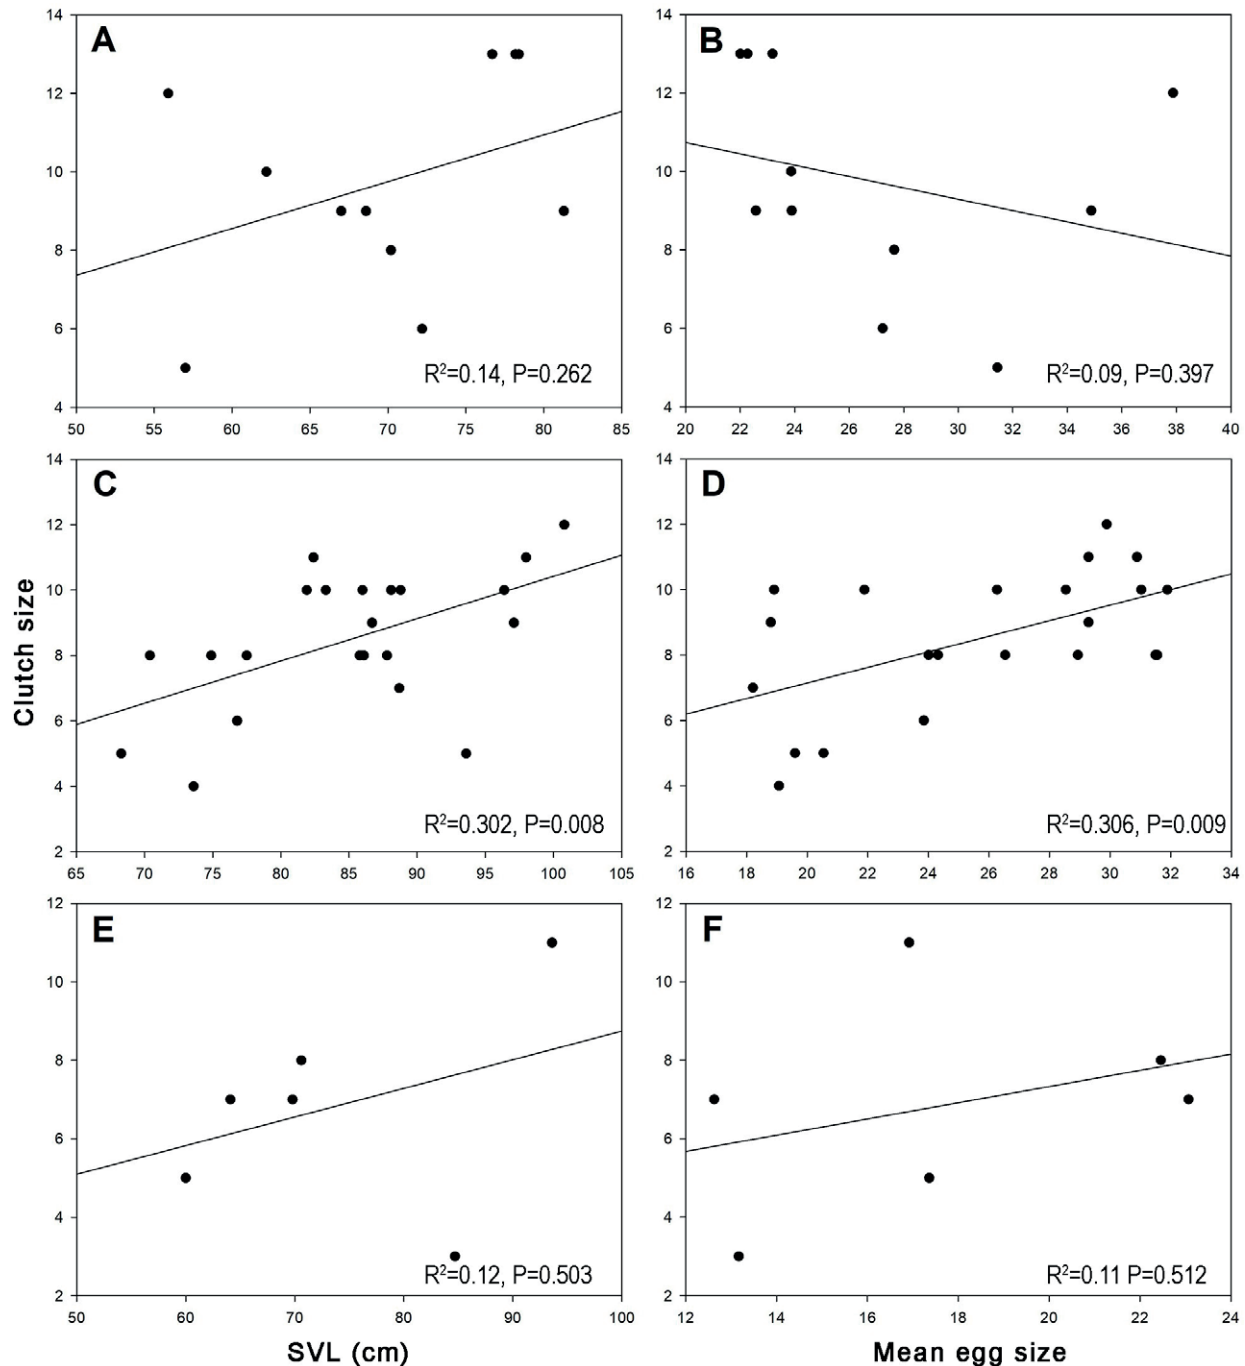 A
14
12
10
8
6
4
50 55 60 65 70 75 80 85
R²=0.14, P=0.262
B
14
12
10
8
6
4
20 22 24 26 28 30 32 34 36 38 40
R²=0.09, P=0.397
Clutch size
C
14
12
10
8
6
4
2
65 70 75 80 85 90 95 100 105
R²=0.302, P=0.008
D
14
12
10
8
6
4
2
16 18 20 22 24 26 28 30 32 34
R²=0.306, P=0.009
E
12
10
8
6
4
2
50 60 70 80 90 100
R²=0.12, P=0.503
SVL (cm)
F
12
10
8
6
4
2
12 14 16 18 20 22 24
R²=0.11 P=0.512
Mean egg size